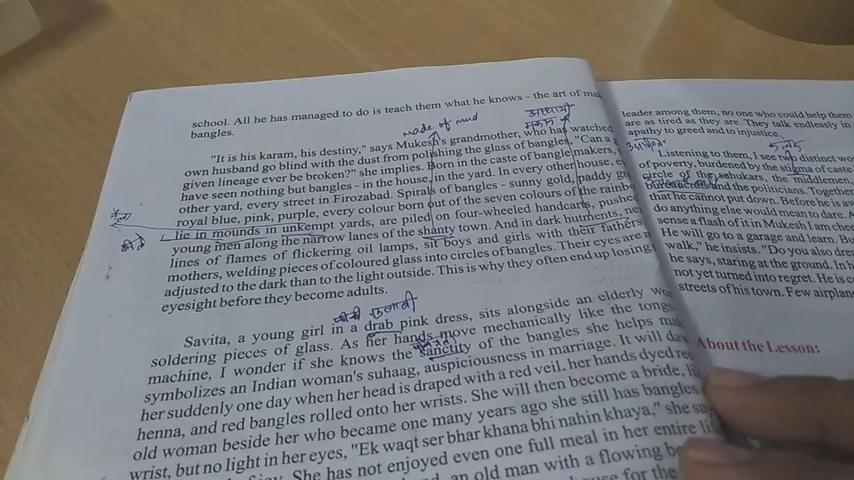 school. All he has managed to do is teach them what he knows - the art of mak
bangles.
made of mud
"It is his karam, his destiny," says Mukesh's grandmother, who has watched
own husband go blind with the dust from polishing the glass of bangles. "Can a
given lineage ever be broken?" she implies. Born in the caste of bangle makers,
have seen nothing but bangles - in the house, in the yard. In every other house, e
other yard, every street in Firozabad. Spirals of bangles - sunny gold, paddy gr
royal blue, pink, purple, every colour born out of the seven colours of the rainbo
lie in mounds in unkempt yards, are piled on four-wheeled handcarts, pushed
young men along the narrow lanes of the shanty town. And in dark hutments, ne
lines of flames of flickering oil lamps, sit boys and girls with their fathers
mothers, welding pieces of coloured glass into circles of bangles. Their eyes are
adjusted to the dark than to the light outside. This is why they often end up losing
eyesight before they become adults.
Savita, a young girl in a drab pink dress, sits alongside an elderly wo
soldering pieces of glass. As her hands move mechanically like the tongs
machine, I wonder if she knows the sanctity of the bangles she helps ma
symbolizes an Indian woman's suhaag, auspiciousness in marriage. It will da
her suddenly one day when her head is draped with a red veil. her hands dyed re
henna, and red bangles rolled onto her wrists. She will then become a bride, li
old woman beside her who became one many years ago she still has bangles
wrist, but no light in her eyes, "Ek waqt ser bhar khana bhi nahin khaya," she sa
She has not enjoyed even one full meal in her entire li
an old man with a flowing be
house for the
leader among them, no one who could help them
are as tired as they are. They talk endlessly in
apathy to greed and to injustice.
Listening to them, I see two distinct wor
of poverty, burdened by the stigma of caste
circle of the sahukars, the middlemen,
bureaucrats and the politicians. Together
that he cannot put down. Before he is aw
do anything else would mean to dare. A
sense a flash of it in Mukesh I am chee
He will go to a garage and learn. Bu
walk," he insists. "Do you also drea
he says, staring at the ground. In h
not yet turned into regret. He is c
streets of his town. Few airplan
About the Lesson: